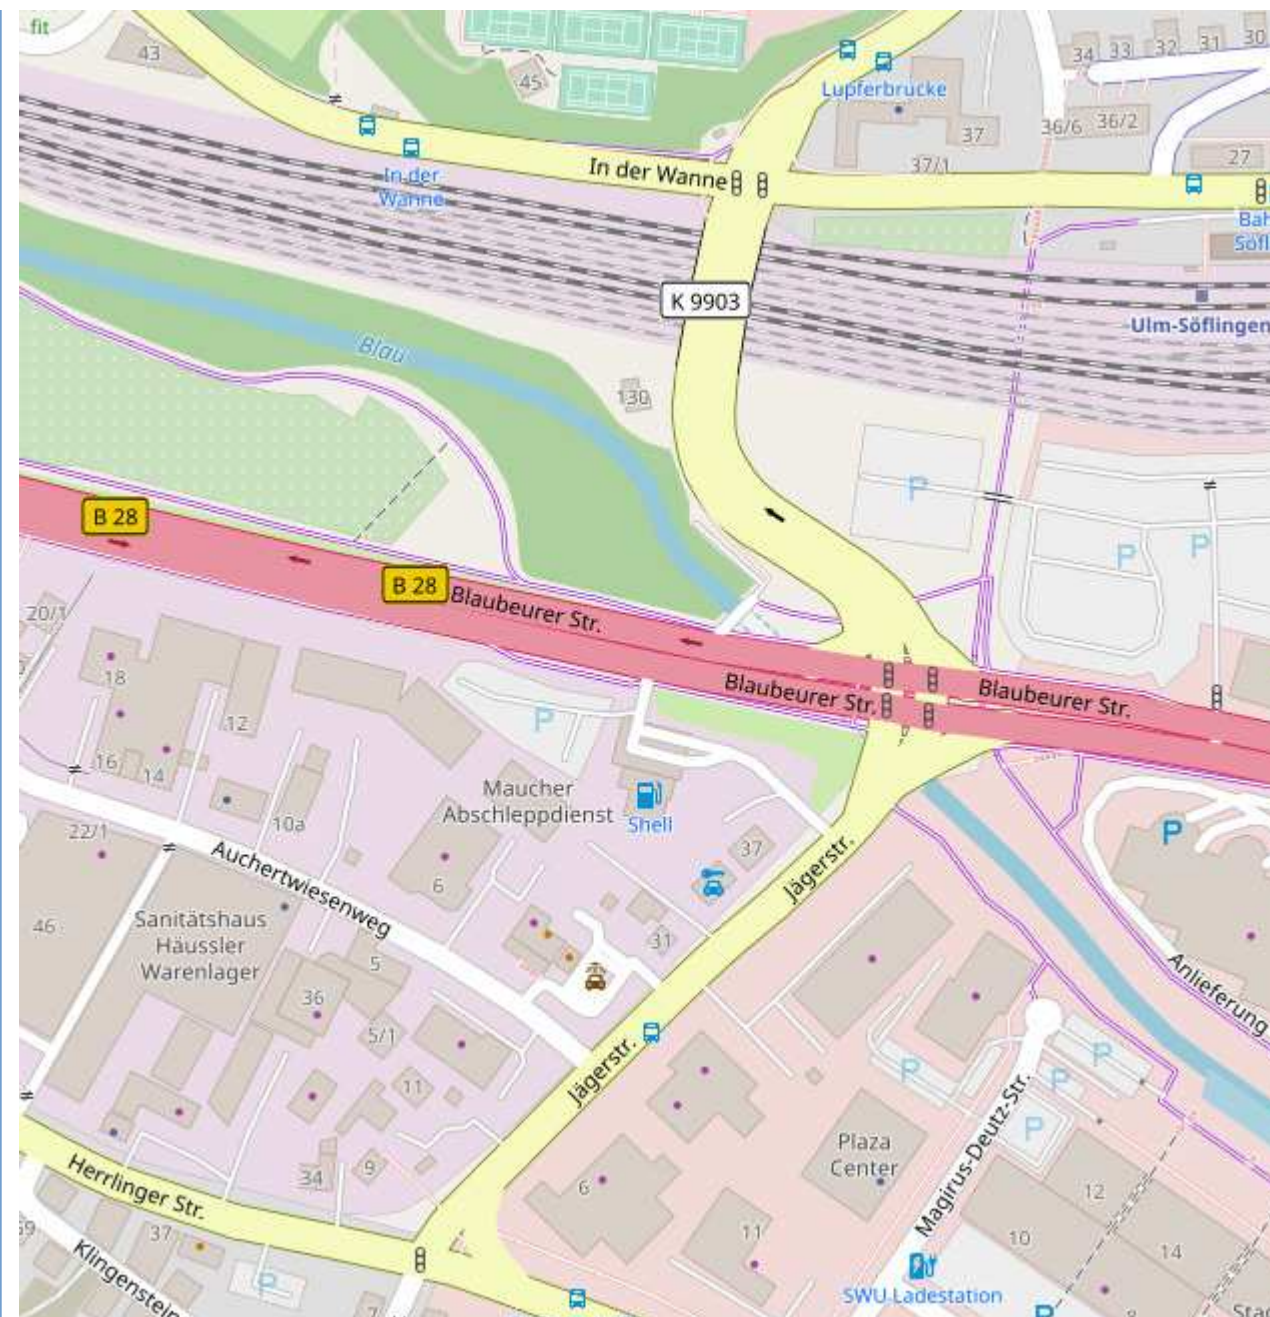 fit
43
45
Lupferbrücke
34
33
32
31
30
36/6
36/2
37
37/1
27
In der Wanne
In der
Wanne
Bah
Söfl
K 9903
Ulm-Söflingen
Blau
130
P
P
P
B 28
B 28
Blaubeurer Str.
Blaubeurer Str.
Blaubeurer Str.
20/1
18
12
16
14
P
Maucher
Abschleppdienst
Shell
10a
22/1
37
P
Jägerstr.
Auchertwiesenweg
6
46
Sanitätshaus
Häussler
Warenlager
5
31
36
5/1
Anlieferung
Jägerstr.
11
P
P
P
P
Magirus-Deutz-Str.
Plaza
Center
34
9
6
12
Herrlinger Str.
37
11
10
14
Klingenstein
P
SWU Ladestation
P
8